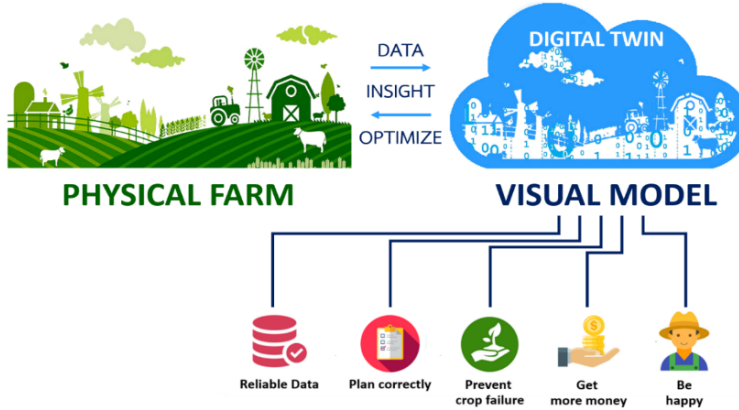 DIGITAL TWIN
DATA
INSIGHT
OPTIMIZE
PHYSICAL FARM
VISUAL MODEL
Reliable Data
Plan correctly
Prevent
crop failure
Get
more money
Be
happy